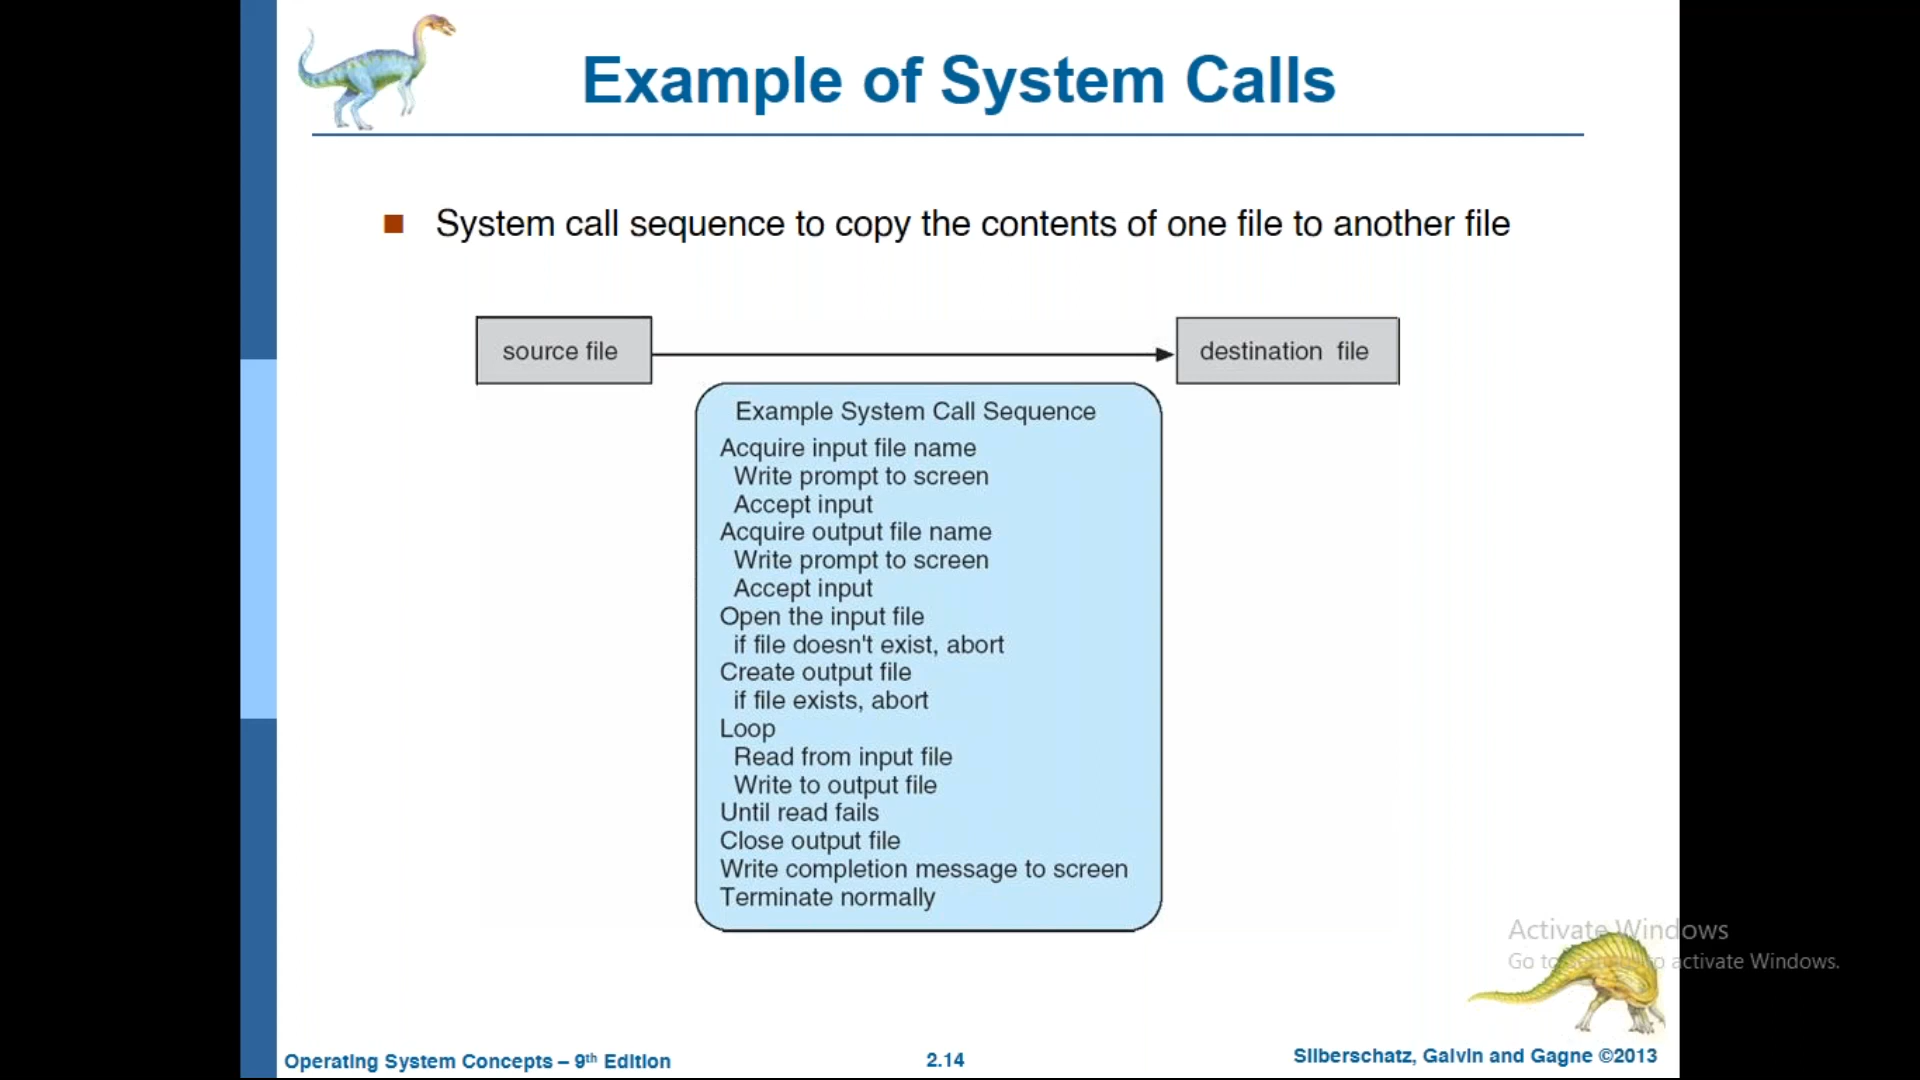 Example of System Calls
System call sequence to copy the contents of one file to another file
source file
destination file
Example System Call Sequence
Acquire input file name
Write prompt to screen
Accept input
Acquire output file name
Write prompt to screen
Accept input
Open the input file
if file doesn't exist, abort
Create output file
if file exists, abort
Loop
Read from input file
Write to output file
Until read fails
Close output file
Write completion message to screen
Terminate normally
Activate Windows
Go to activate Windows.
Operating System Concepts – 9th Edition
2.14
Silberschatz, Galvin and Gagne ©2013